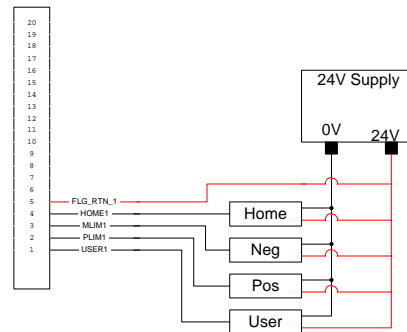 20
19
18
17
16
15
14
13
12
11
10
9
8
7
6
5 FLG_RTN_1
4 HOME1
3 MLIM1
2 PLIM1
1 USER1
24V Supply
0V 24V
Home
Neg
Pos
User